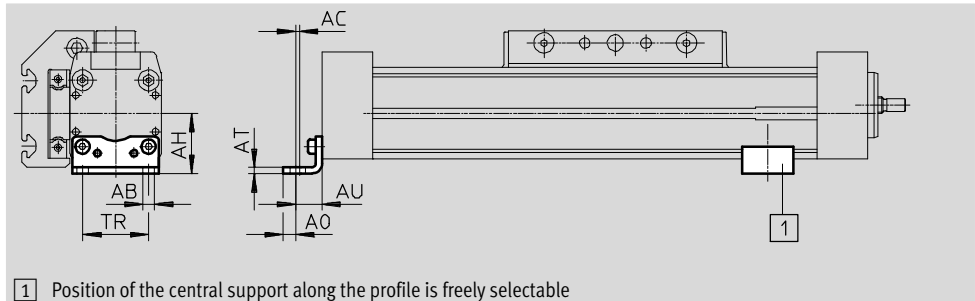 AC
AH
AT
AB
AU
TR
AO
1
1 Position of the central support along the profile is freely selectable